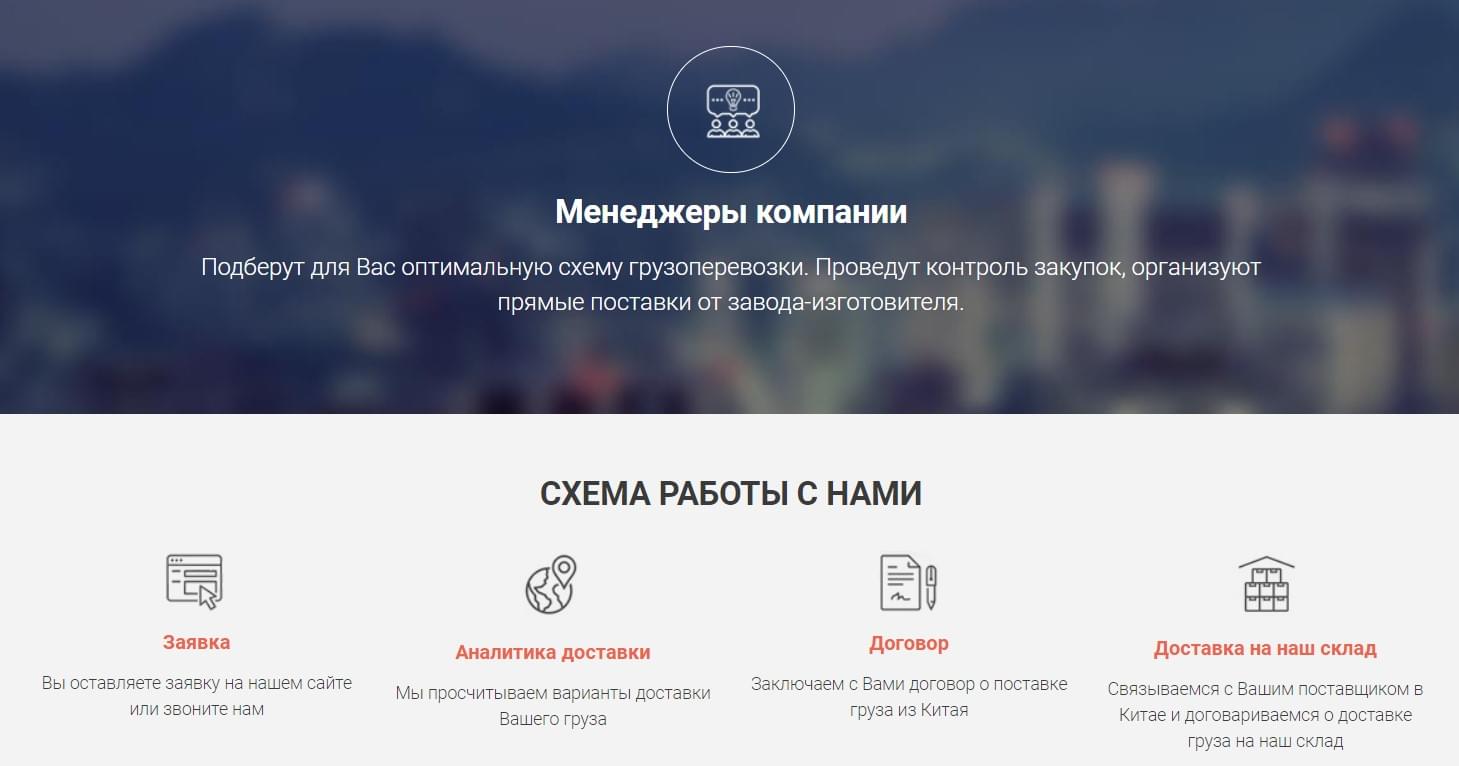 Менеджеры компании
Подберут для Вас оптимальную схему грузоперевозки. Проведут контроль закупок, организуют
прямые поставки от завода-изготовителя.
СХЕМА РАБОТЫ С НАМИ
Заявка
Вы оставляете заявку на нашем сайте
или звоните нам
Аналитика доставки
Мы просчитываем варианты доставки
Вашего груза
Договор
Заключаем с Вами договор о поставке
груза из Китая
Доставка на наш склад
Связываемся с Вашим поставщиком в
Китае и договариваемся о доставке
груза на наш склад